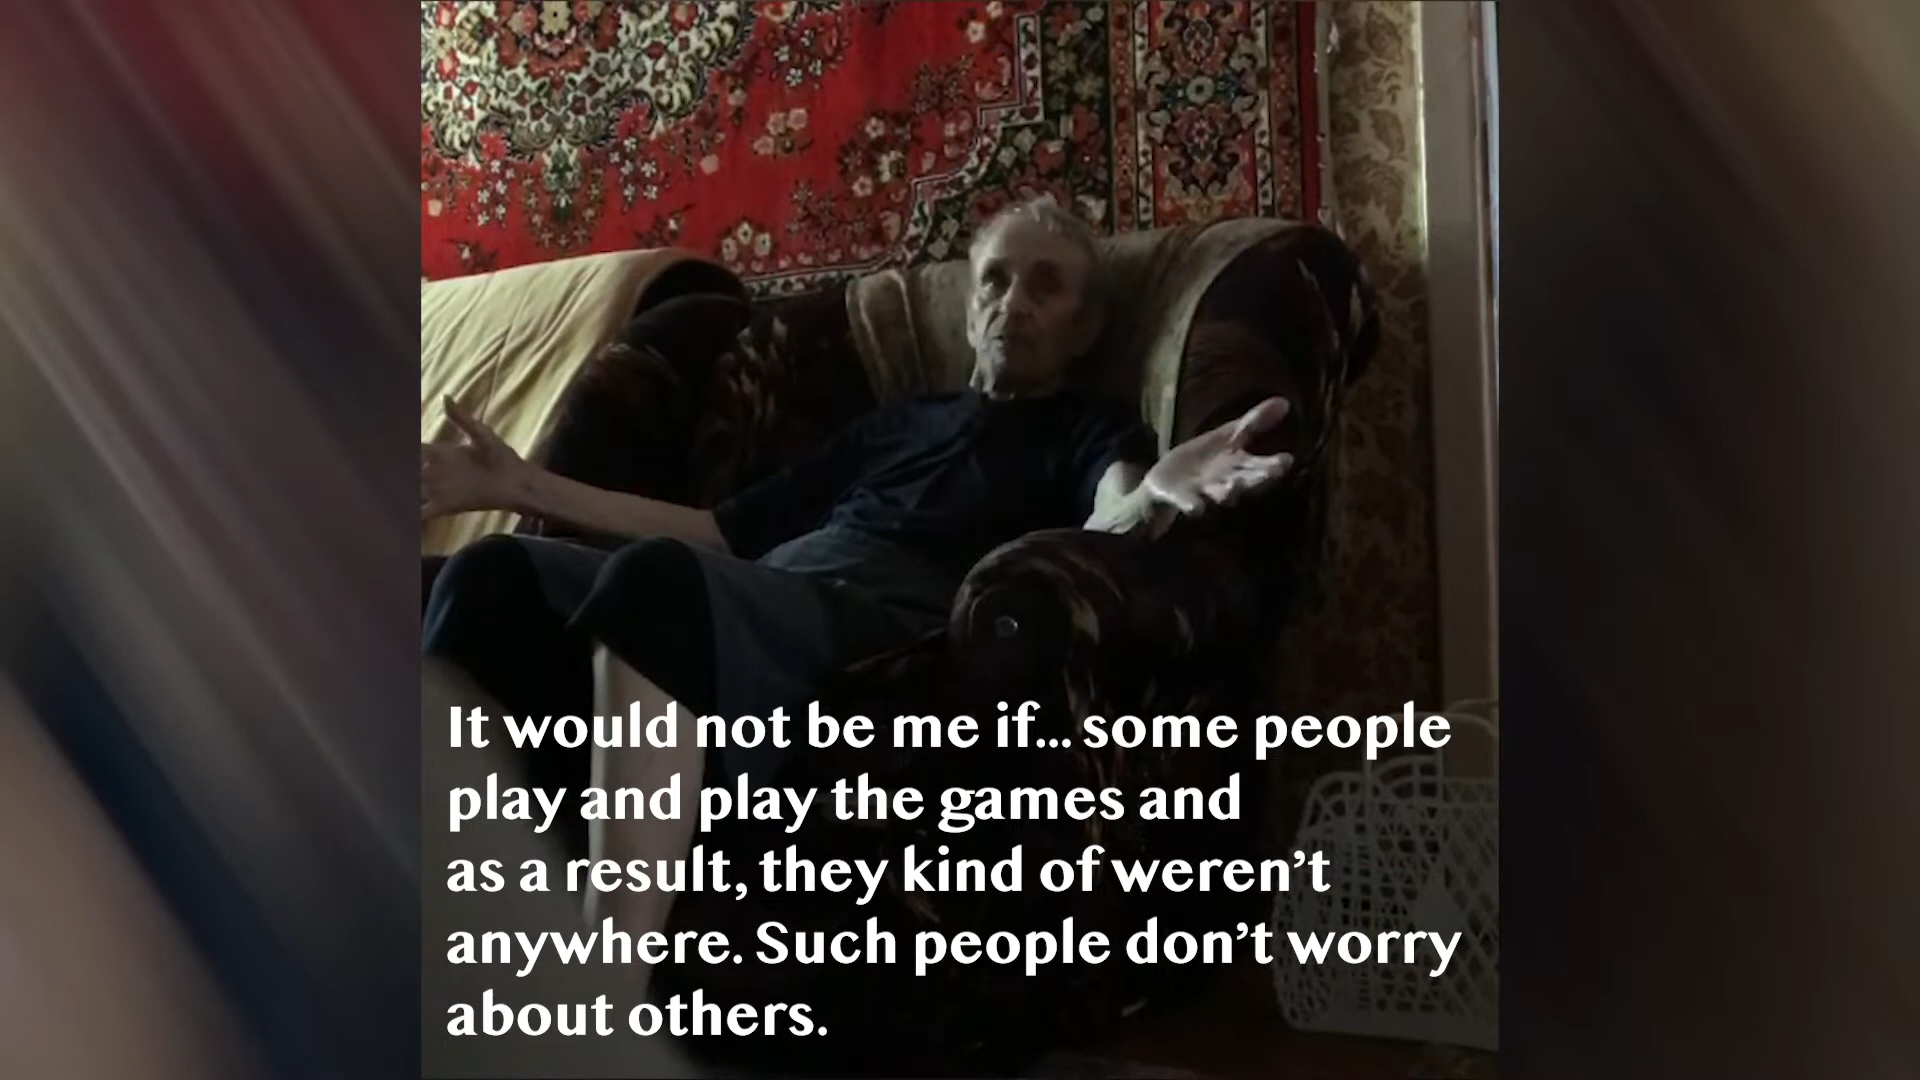 It would not be me if... some people
play and play the games and
as a result, they kind of weren't
anywhere. Such people don't worry
about others.